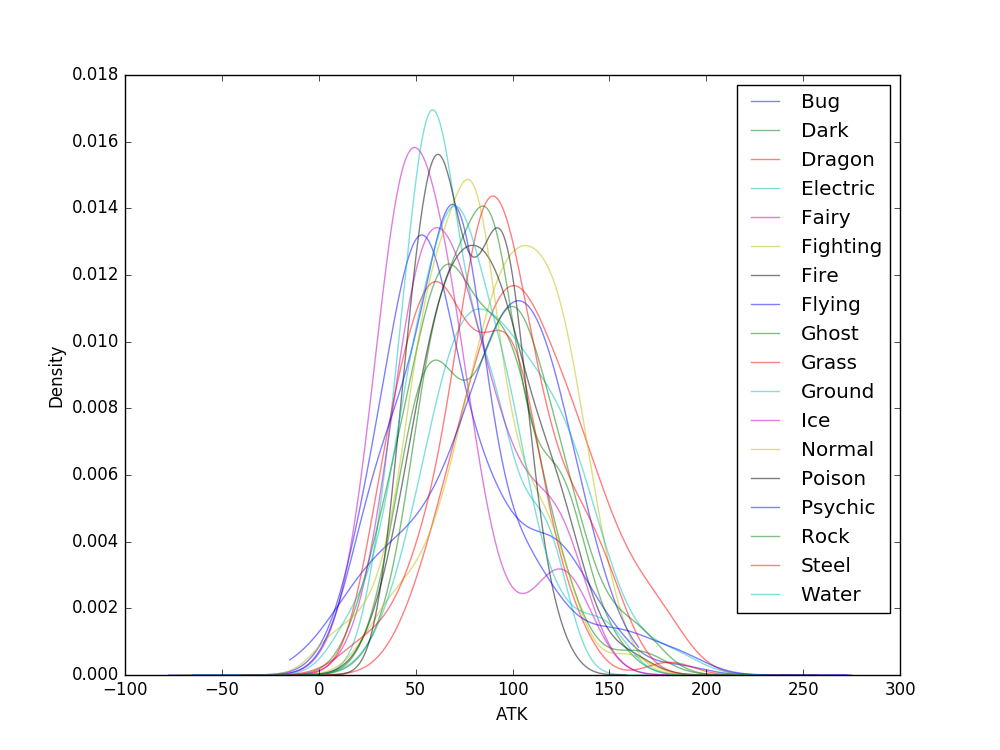 0.018
0.016
0.014
0.012
0.010
0.008
0.006
0.004
0.002
0.000
Density
−100
−50
0
50
100
150
200
250
300
ATK
Bug
Dark
Dragon
Electric
Fairy
Fighting
Fire
Flying
Ghost
Grass
Ground
Ice
Normal
Poison
Psychic
Rock
Steel
Water